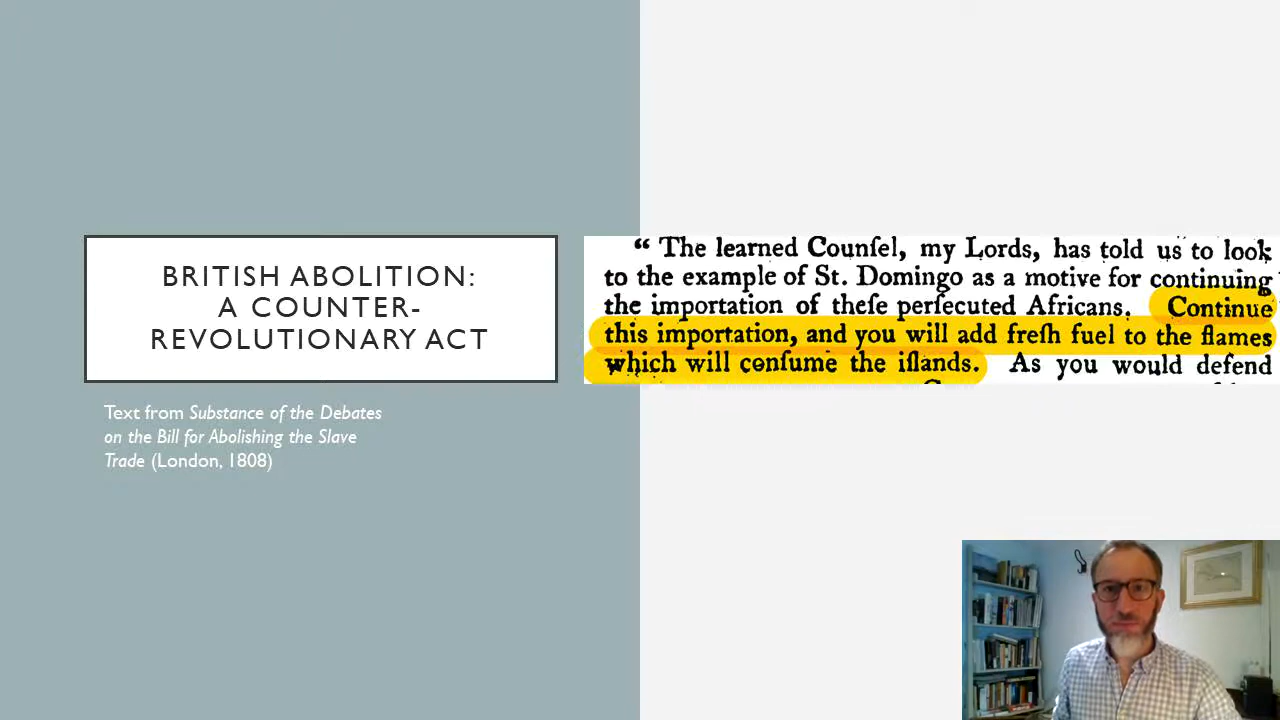 BRITISH ABOLITION:
A COUNTER-
REVOLUTIONARY ACT
Text from Substance of the Debates
on the Bill for Abolishing the Slave
Trade (London, 1808)
“ The learned Counſel, my Lords, has told us to look
to the example of St. Domingo as a motive for continuing
the importation of theſe perſecuted Africans. Continue
this importation, and you will add freſh fuel to the flames
which will conſume the iſlands. As you would defend